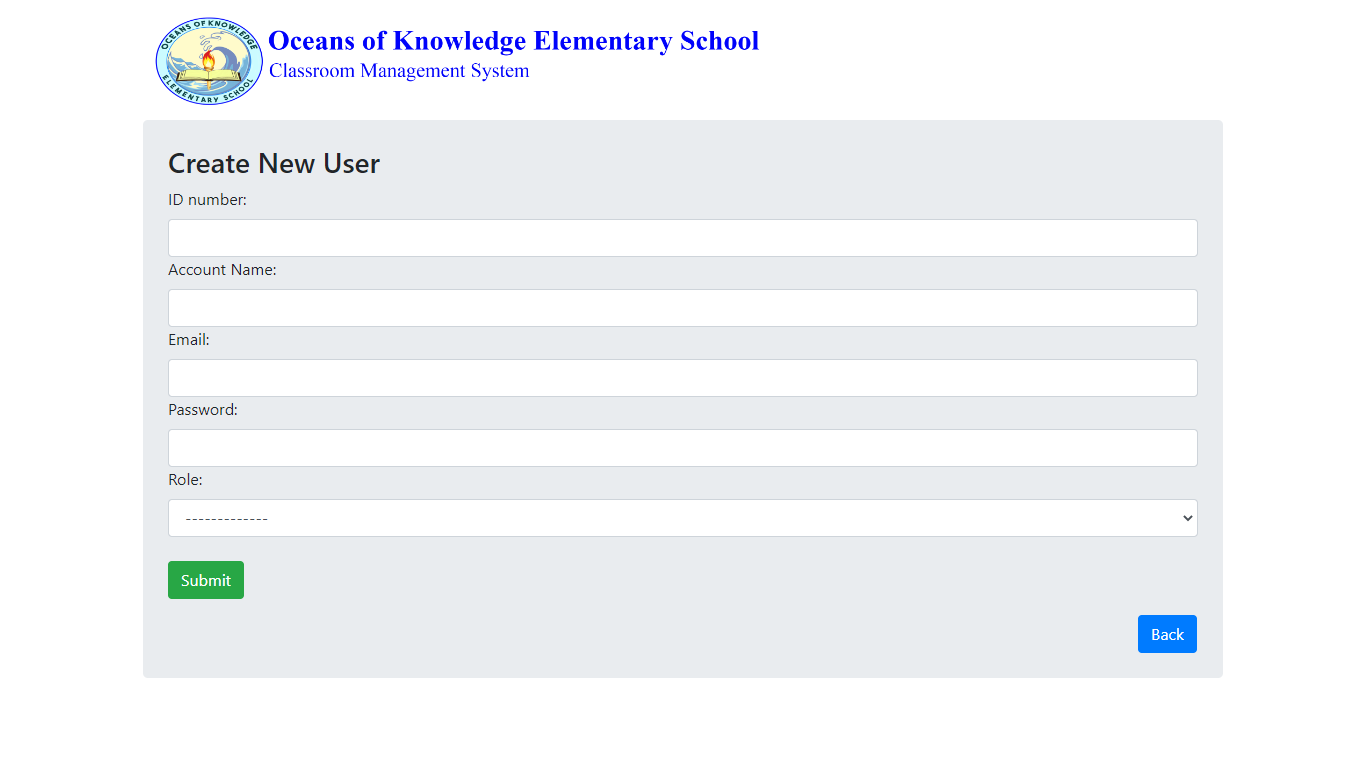 OCEANS OF KNOWLEDGE
ELEMENTARY SCHOOL
Oceans of Knowledge Elementary School
Classroom Management System
Create New User
ID number:
Account Name:
Email:
Password:
Role:
-------------
Submit
Back